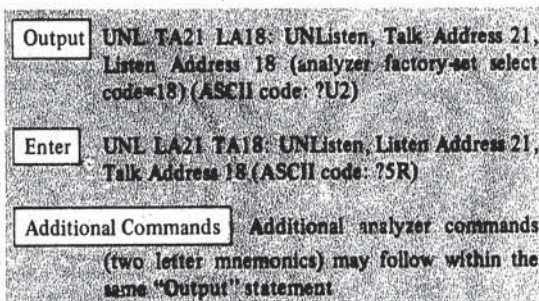 Output UNL TA21 LA18: UNListen, Talk Address 21,
Listen Address 18 (analyzer factory-set select
code=18) (ASCII code: ?U2)
Enter UNL LA21 TA18: UNListen, Listen Address 21,
Talk Address 18 (ASCII code: ?5R)
Additional Commands Additional analyzer commands
(two letter mnemonics) may follow within the
same "Output" statement